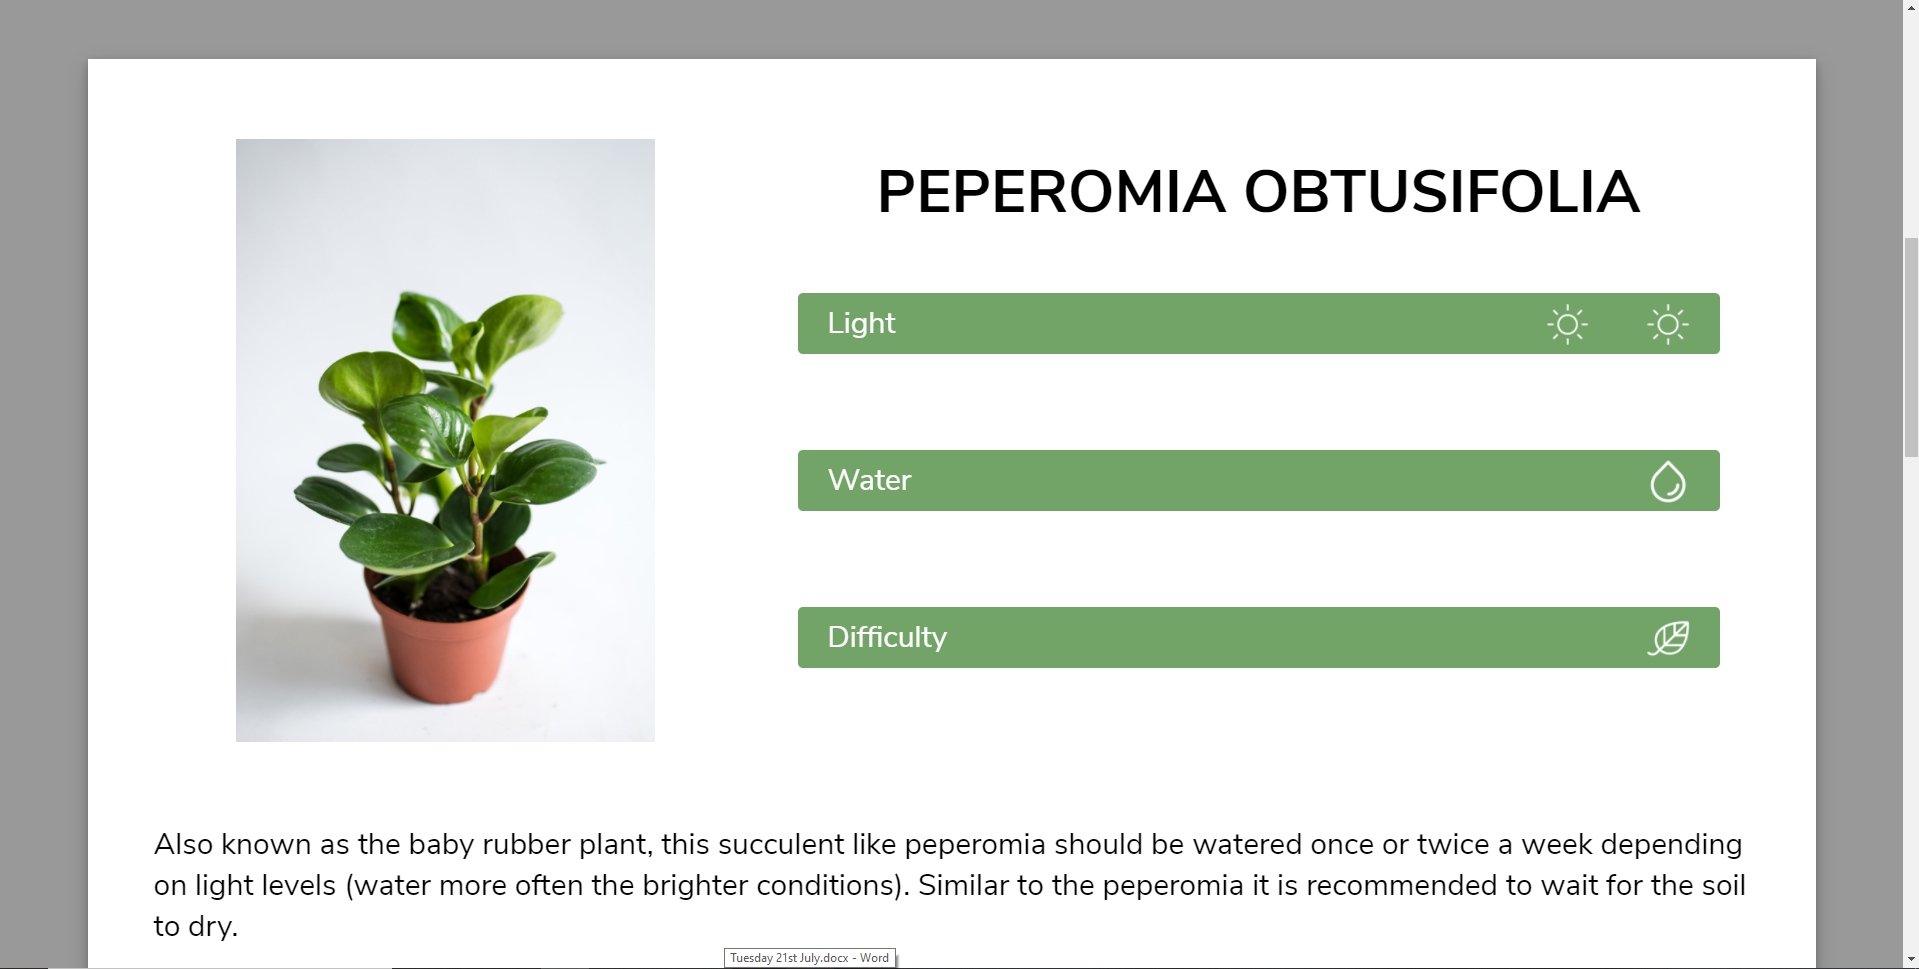 PEPEROMIA OBTUSIFOLIA
Light
Water
Difficulty
Also known as the baby rubber plant, this succulent like peperomia should be watered once or twice a week depending
on light levels (water more often the brighter conditions). Similar to the peperomia it is recommended to wait for the soil
to dry.
Tuesday 21st July.docx - Word